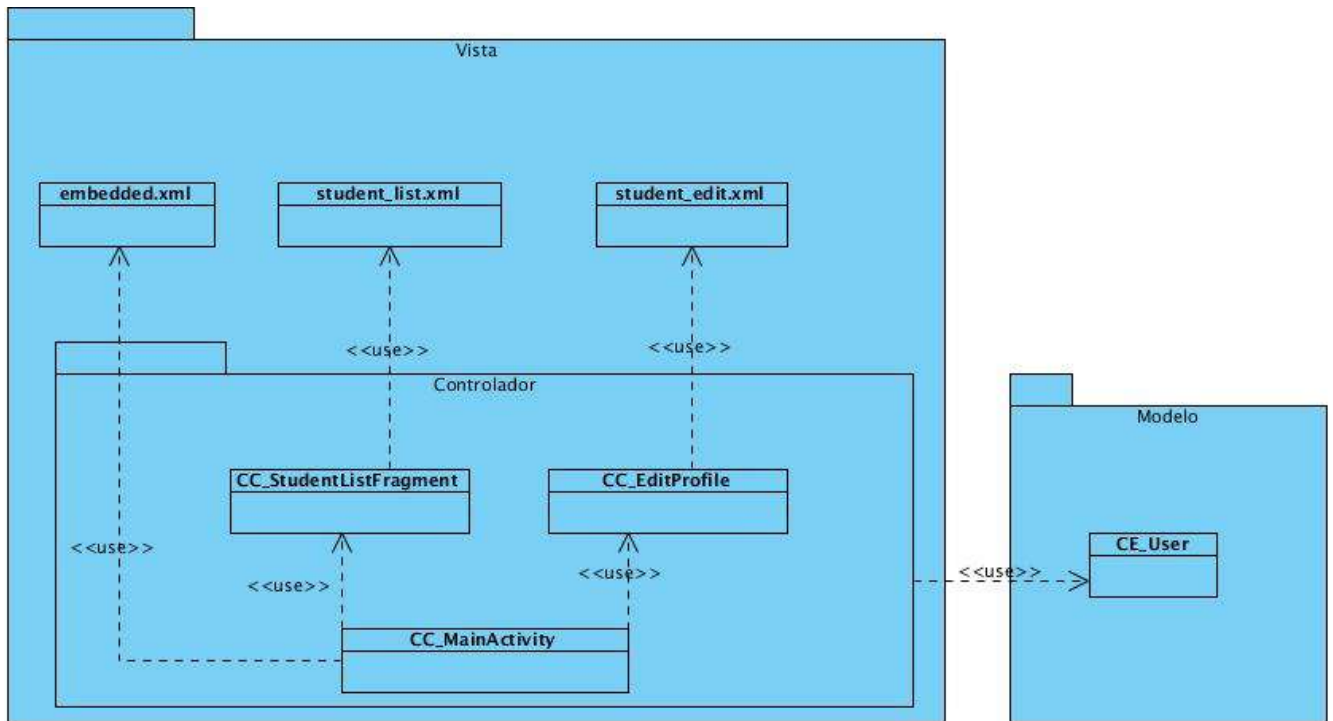 Vista
embedded.xml
student_list.xml
student_edit.xml
<<use>>
<<use>>
Controlador
Modelo
CC_StudentListFragment
CC_EditProfile
<<use>>
CE_User
<<use>>
<<use>>
<<use>>
CC_MainActivity